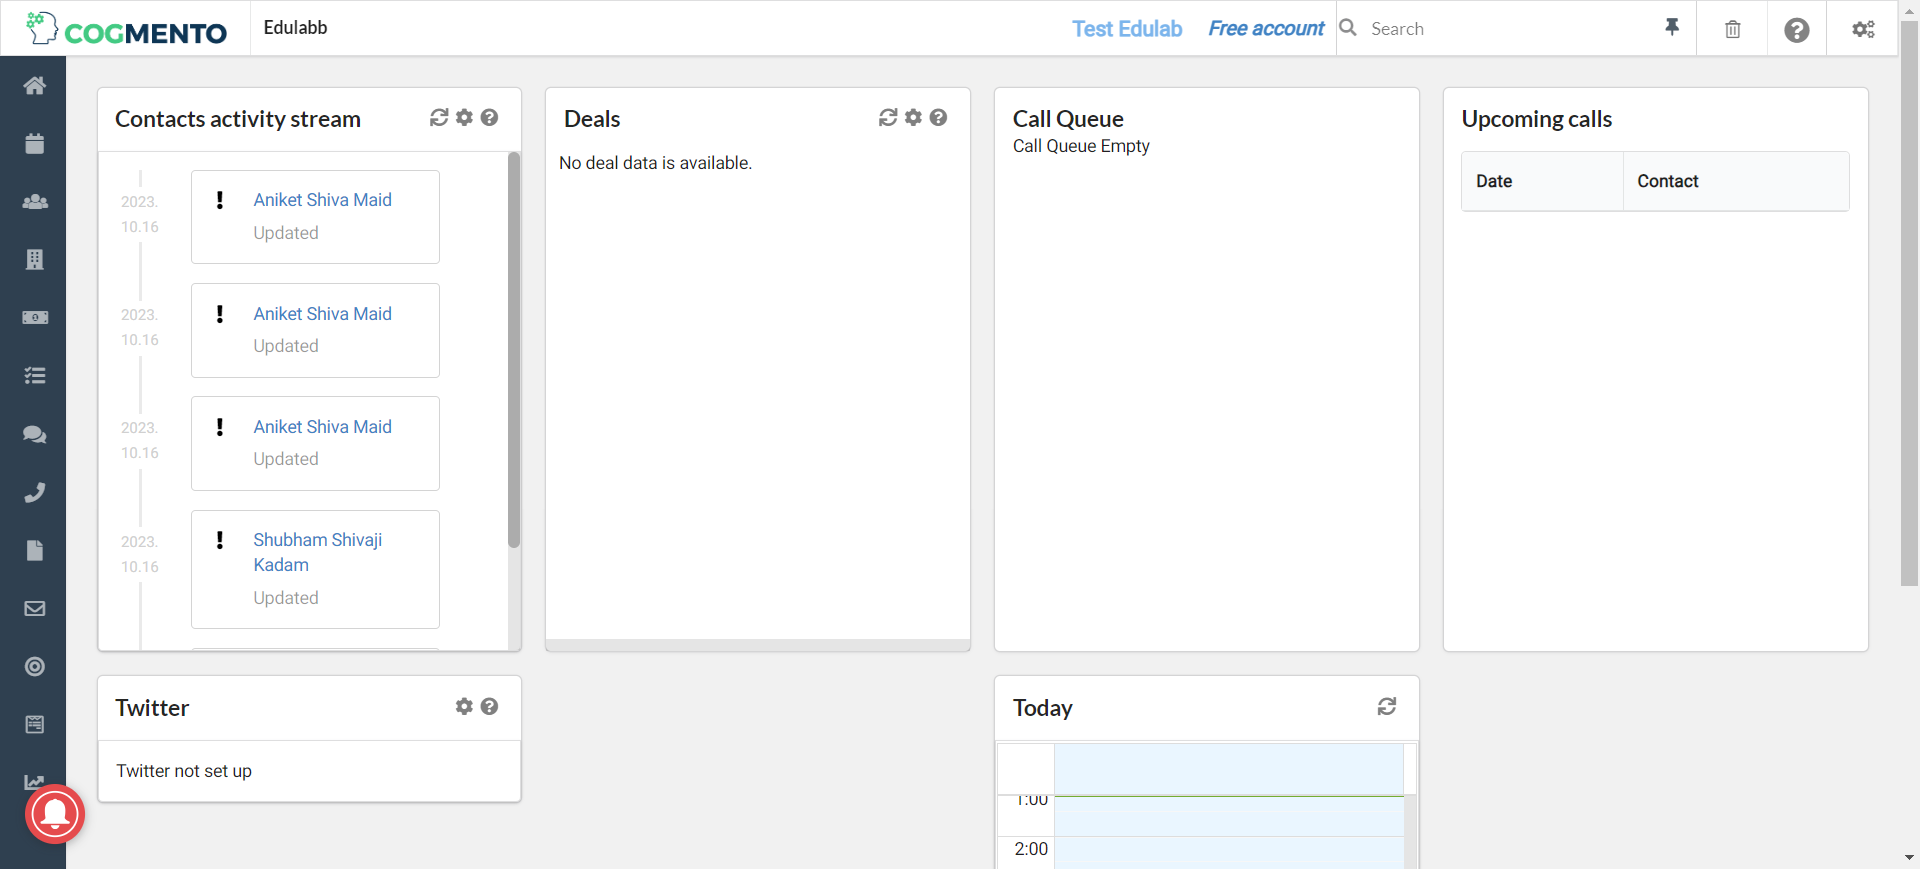 COGMENTO
Edulabb
Test Edulab
Free account
Search
Contacts activity stream
2023.
10.16
Aniket Shiva Maid
Updated
2023.
10.16
Aniket Shiva Maid
Updated
2023.
10.16
Aniket Shiva Maid
Updated
2023.
10.16
Shubham Shivaji
Kadam
Updated
Deals
No deal data is available.
Call Queue
Call Queue Empty
Upcoming calls
Date
Contact
Twitter
Twitter not set up
Today
1:00
2:00